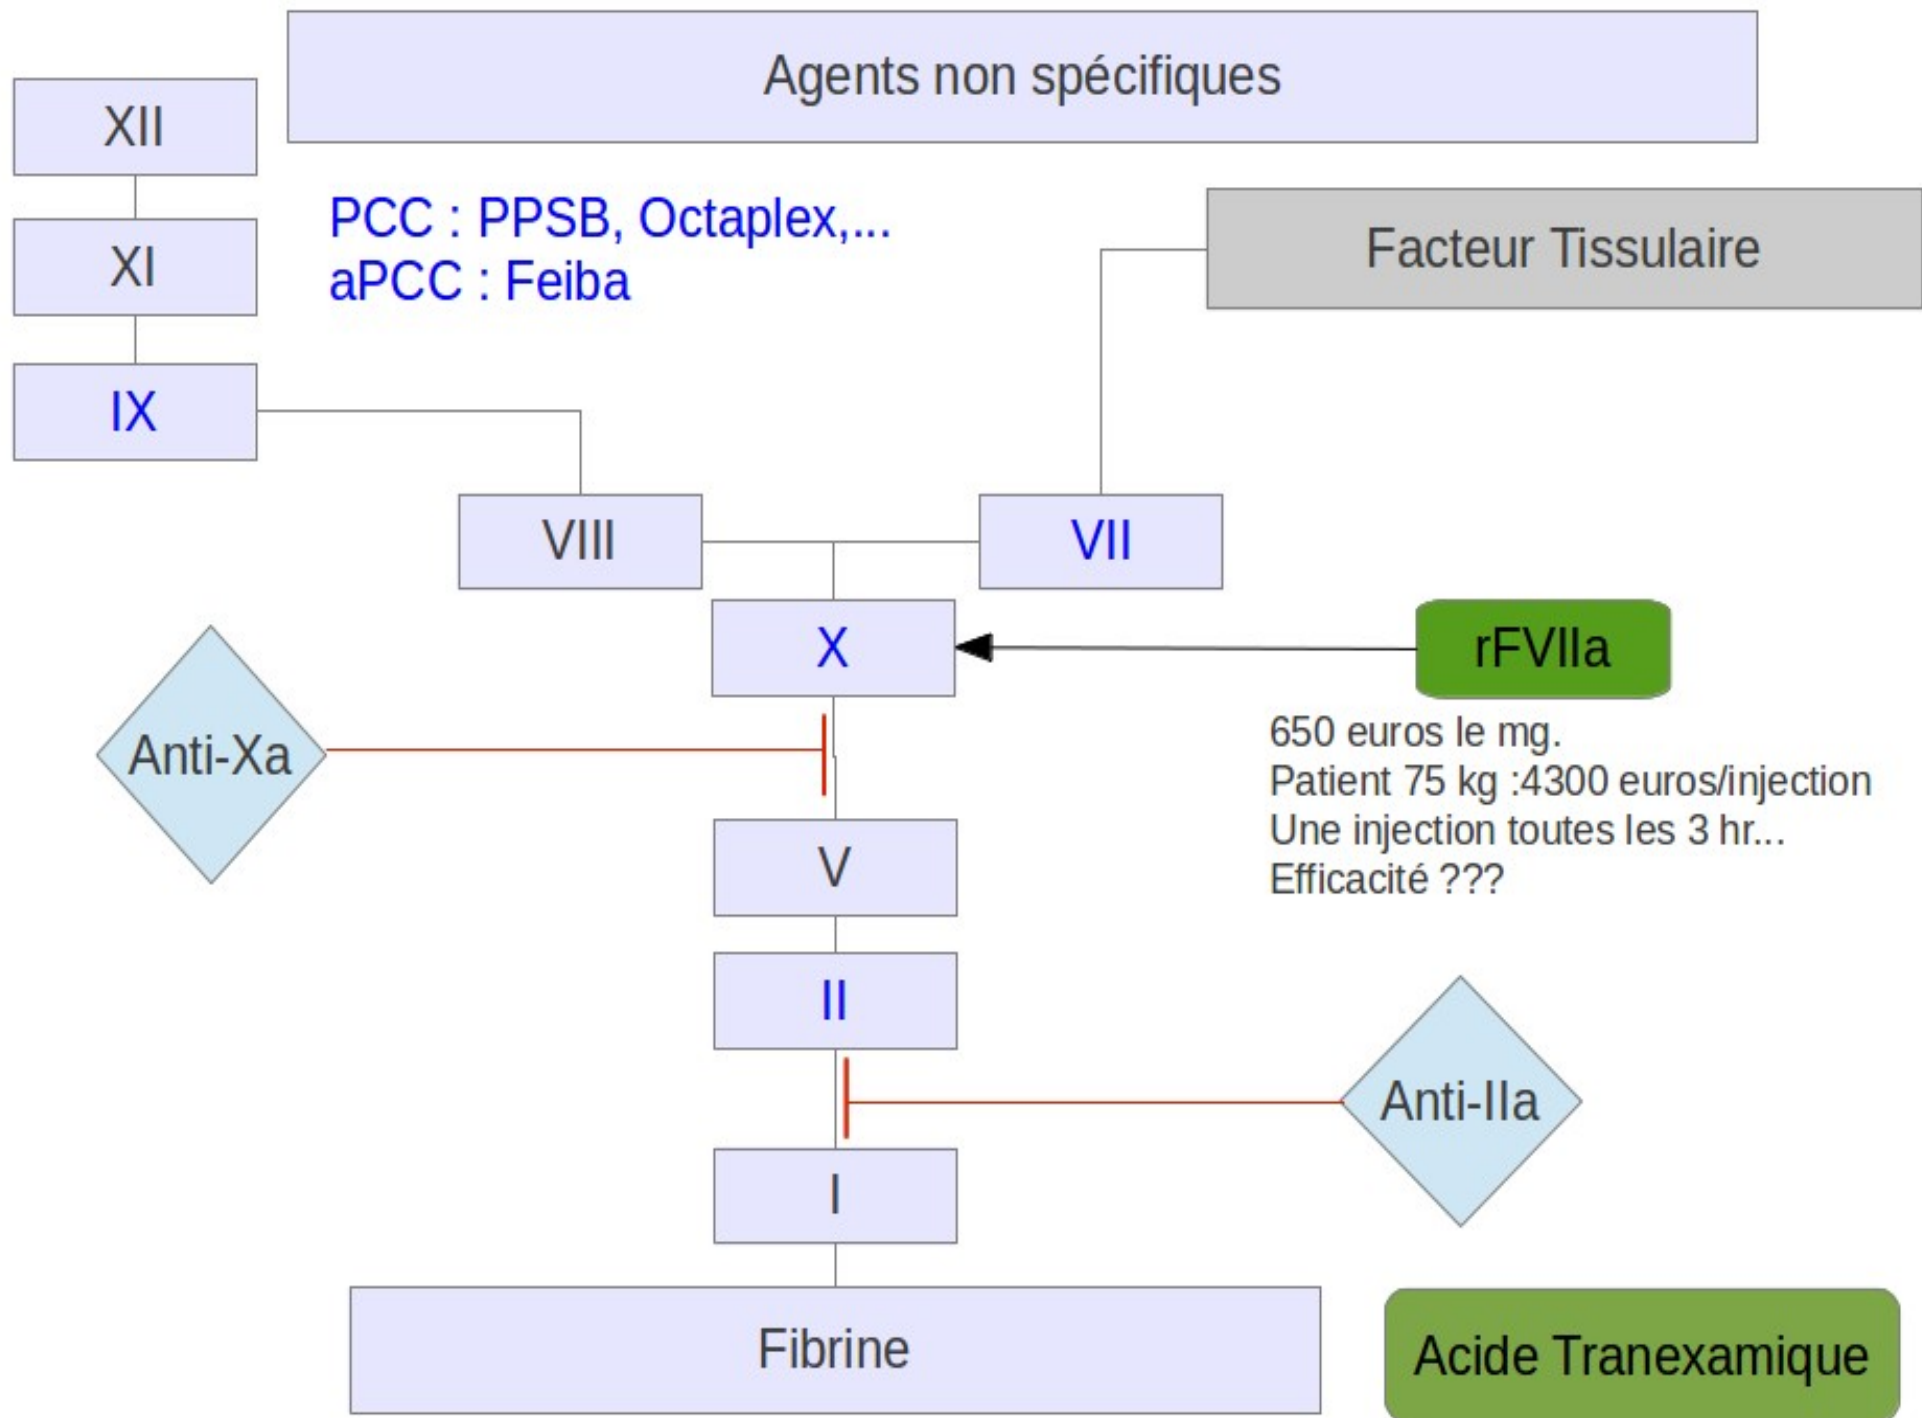 Agents non spécifiques
XII
PCC : PPSB, Octaplex,...
aPCC : Feiba
Facteur Tissulaire
XI
IX
VIII
VII
X
rFVIIa
650 euros le mg.
Patient 75 kg :4300 euros/injection
Une injection toutes les 3 hr...
Efficacité ???
Anti-Xa
V
II
Anti-IIa
I
Fibrine
Acide Tranexamique